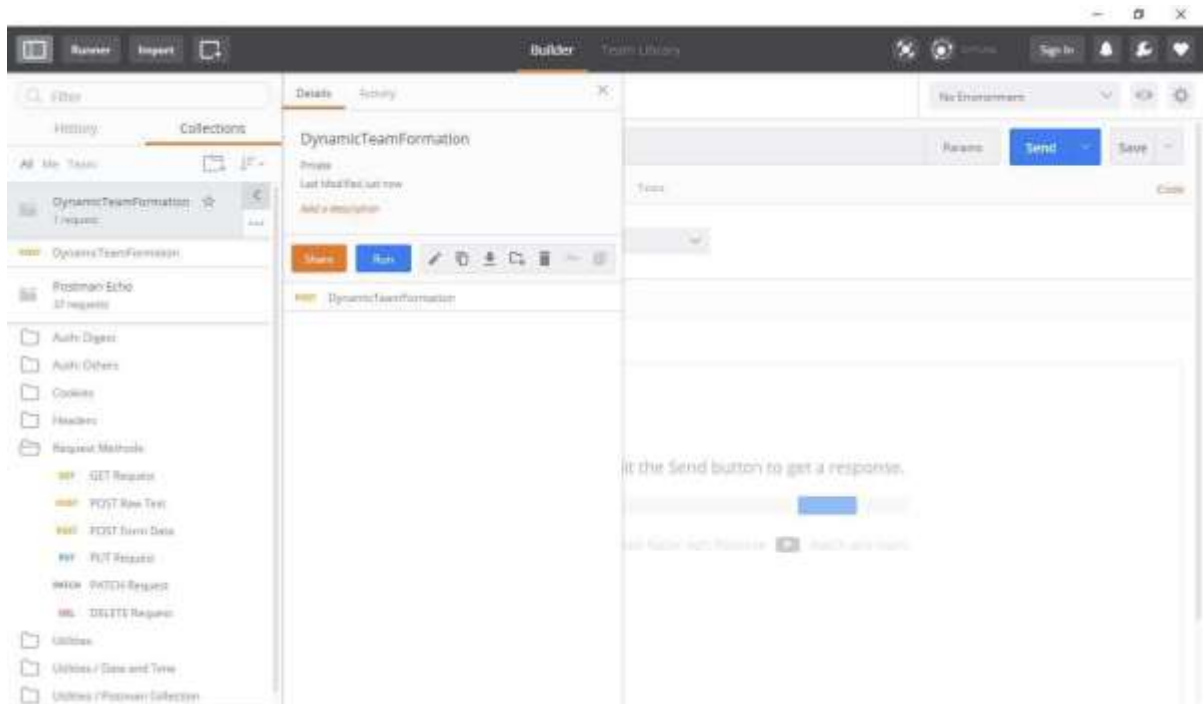 Runner Import Builder Team Library Sign In
Filter
History Collections
All Me Team
DynamicTeamFormation
1 request
POST DynamicTeamFormation
Postman Echo
37 requests
Auth: Digest
Auth: Others
Cookies
Headers
Request Methods
GET GET Request
POST POST Raw Text
POST POST Form Data
PUT PUT Request
PATCH PATCH Request
DEL DELETE Request
Utilities
Utilities / Date and Time
Utilities / Postman Collection
Details Activity
DynamicTeamFormation
Private
Last Modified just now
Add a description
Share Run
POST DynamicTeamFormation
No Environment
Params Send Save
Tests Code
it the Send button to get a response.